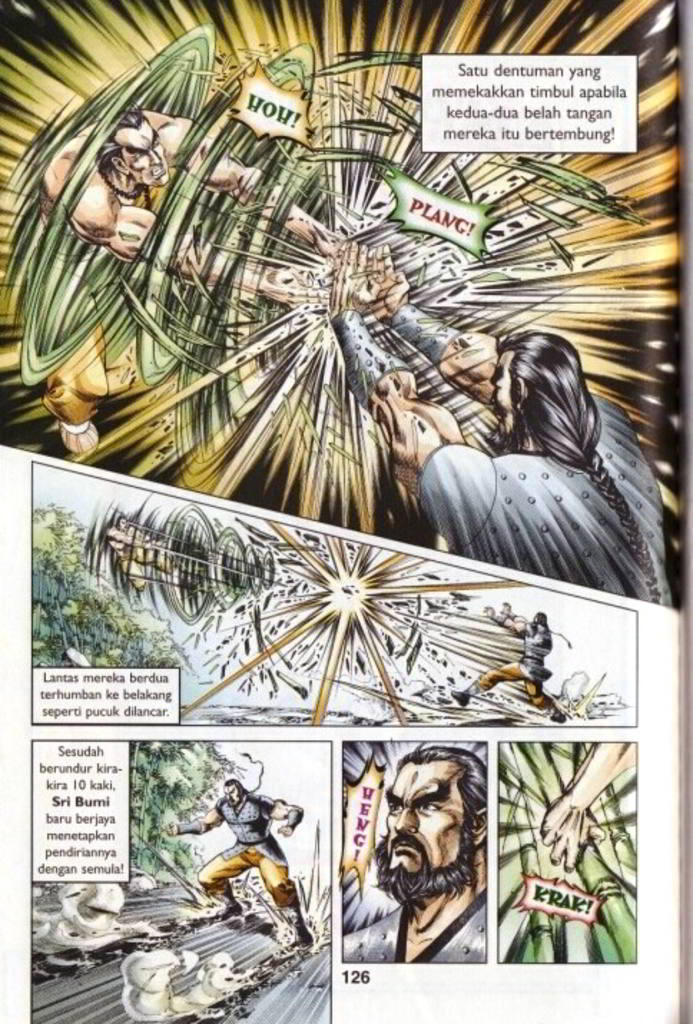 Satu dentuman yang
memekakkan timbul apabila
kedua-dua belah tangan
mereka itu bertembung!
HOH!
PLANG!
Lantas mereka berdua
terhumban ke belakang
seperti pucuk dilancar.
Sesudah
berundur kira-
kira 10 kaki,
Sri Bumi
baru berjaya
menetapkan
pendiriannya
dengan semula!
HENG!
KRAK!
126